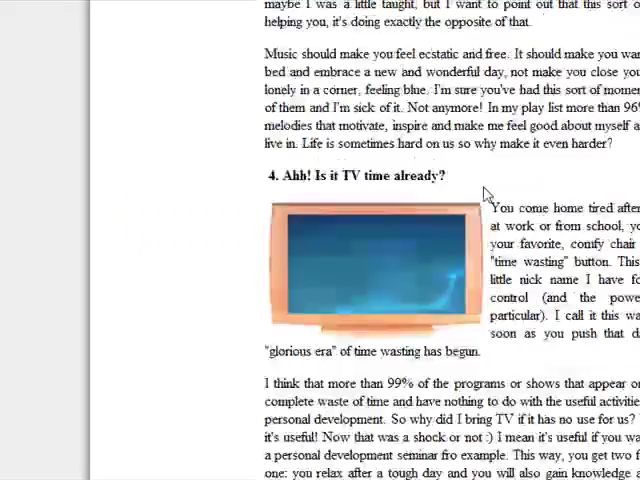 maybe I was a little taught, but I want to point out that this sort o
helping you, it's doing exactly the opposite of that.
Music should make you feel ecstatic and free. It should make you wan
bed and embrace a new and wonderful day, not make you close you
lonely in a corner, feeling blue. I'm sure you've had this sort of momen
of them and I'm sick of it. Not anymore! In my play list more than 96%
melodies that motivate, inspire and make me feel good about myself a
live in. Life is sometimes hard on us so why make it even harder?
4. Ahh! Is it TV time already?
You come home tired after
at work or from school, yo
your favorite, comfy chair
"time wasting" button. This
little nick name I have fo
control (and the powe
particular). I call it this wa
soon as you push that d
"glorious era" of time wasting has begun.
I think that more than 99% of the programs or shows that appear on
complete waste of time and have nothing to do with the useful activitie
personal development. So why did I bring TV if it has no use for us?
it's useful! Now that was a shock or not :) I mean it's useful if you wa
a personal development seminar fro example. This way, you get two f
one: you relax after a tough day and you will also gain knowledge a